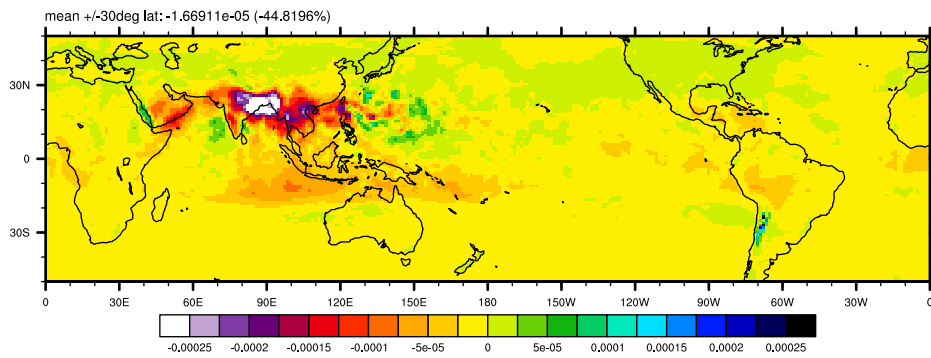 mean +/-30deg lat: -1.66911e-05 (-44.8196%)
30N
0
30S
0 30E 60E 90E 120E 150E 180 150W 120W 90W 60W 30W 0
-0.00025 -0.0002 -0.00015 -0.0001 -5e-05 0 5e-05 0.0001 0.00015 0.0002 0.00025